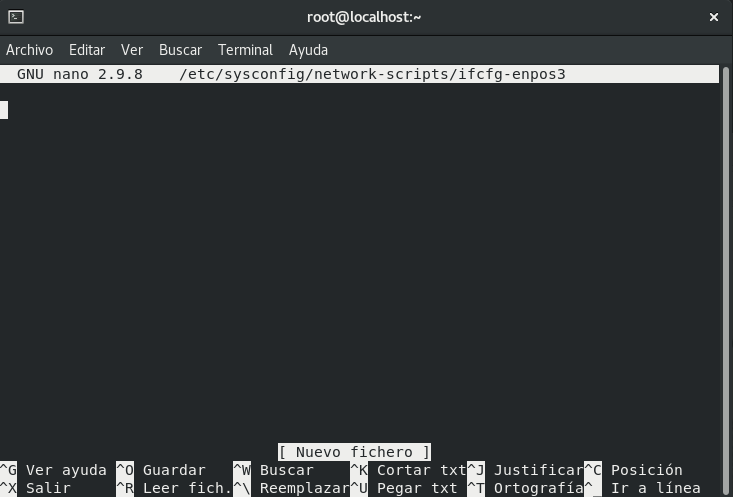 root@localhost:~
Archivo Editar Ver Buscar Terminal Ayuda
GNU nano 2.9.8 /etc/sysconfig/network-scripts/ifcfg-enpos3
[ Nuevo fichero ]
^G Ver ayuda ^O Guardar ^W Buscar ^K Cortar txt^J Justificar^C Posición
^X Salir ^R Leer fich.^\ Reemplazar^U Pegar txt ^T Ortografía^_ Ir a línea